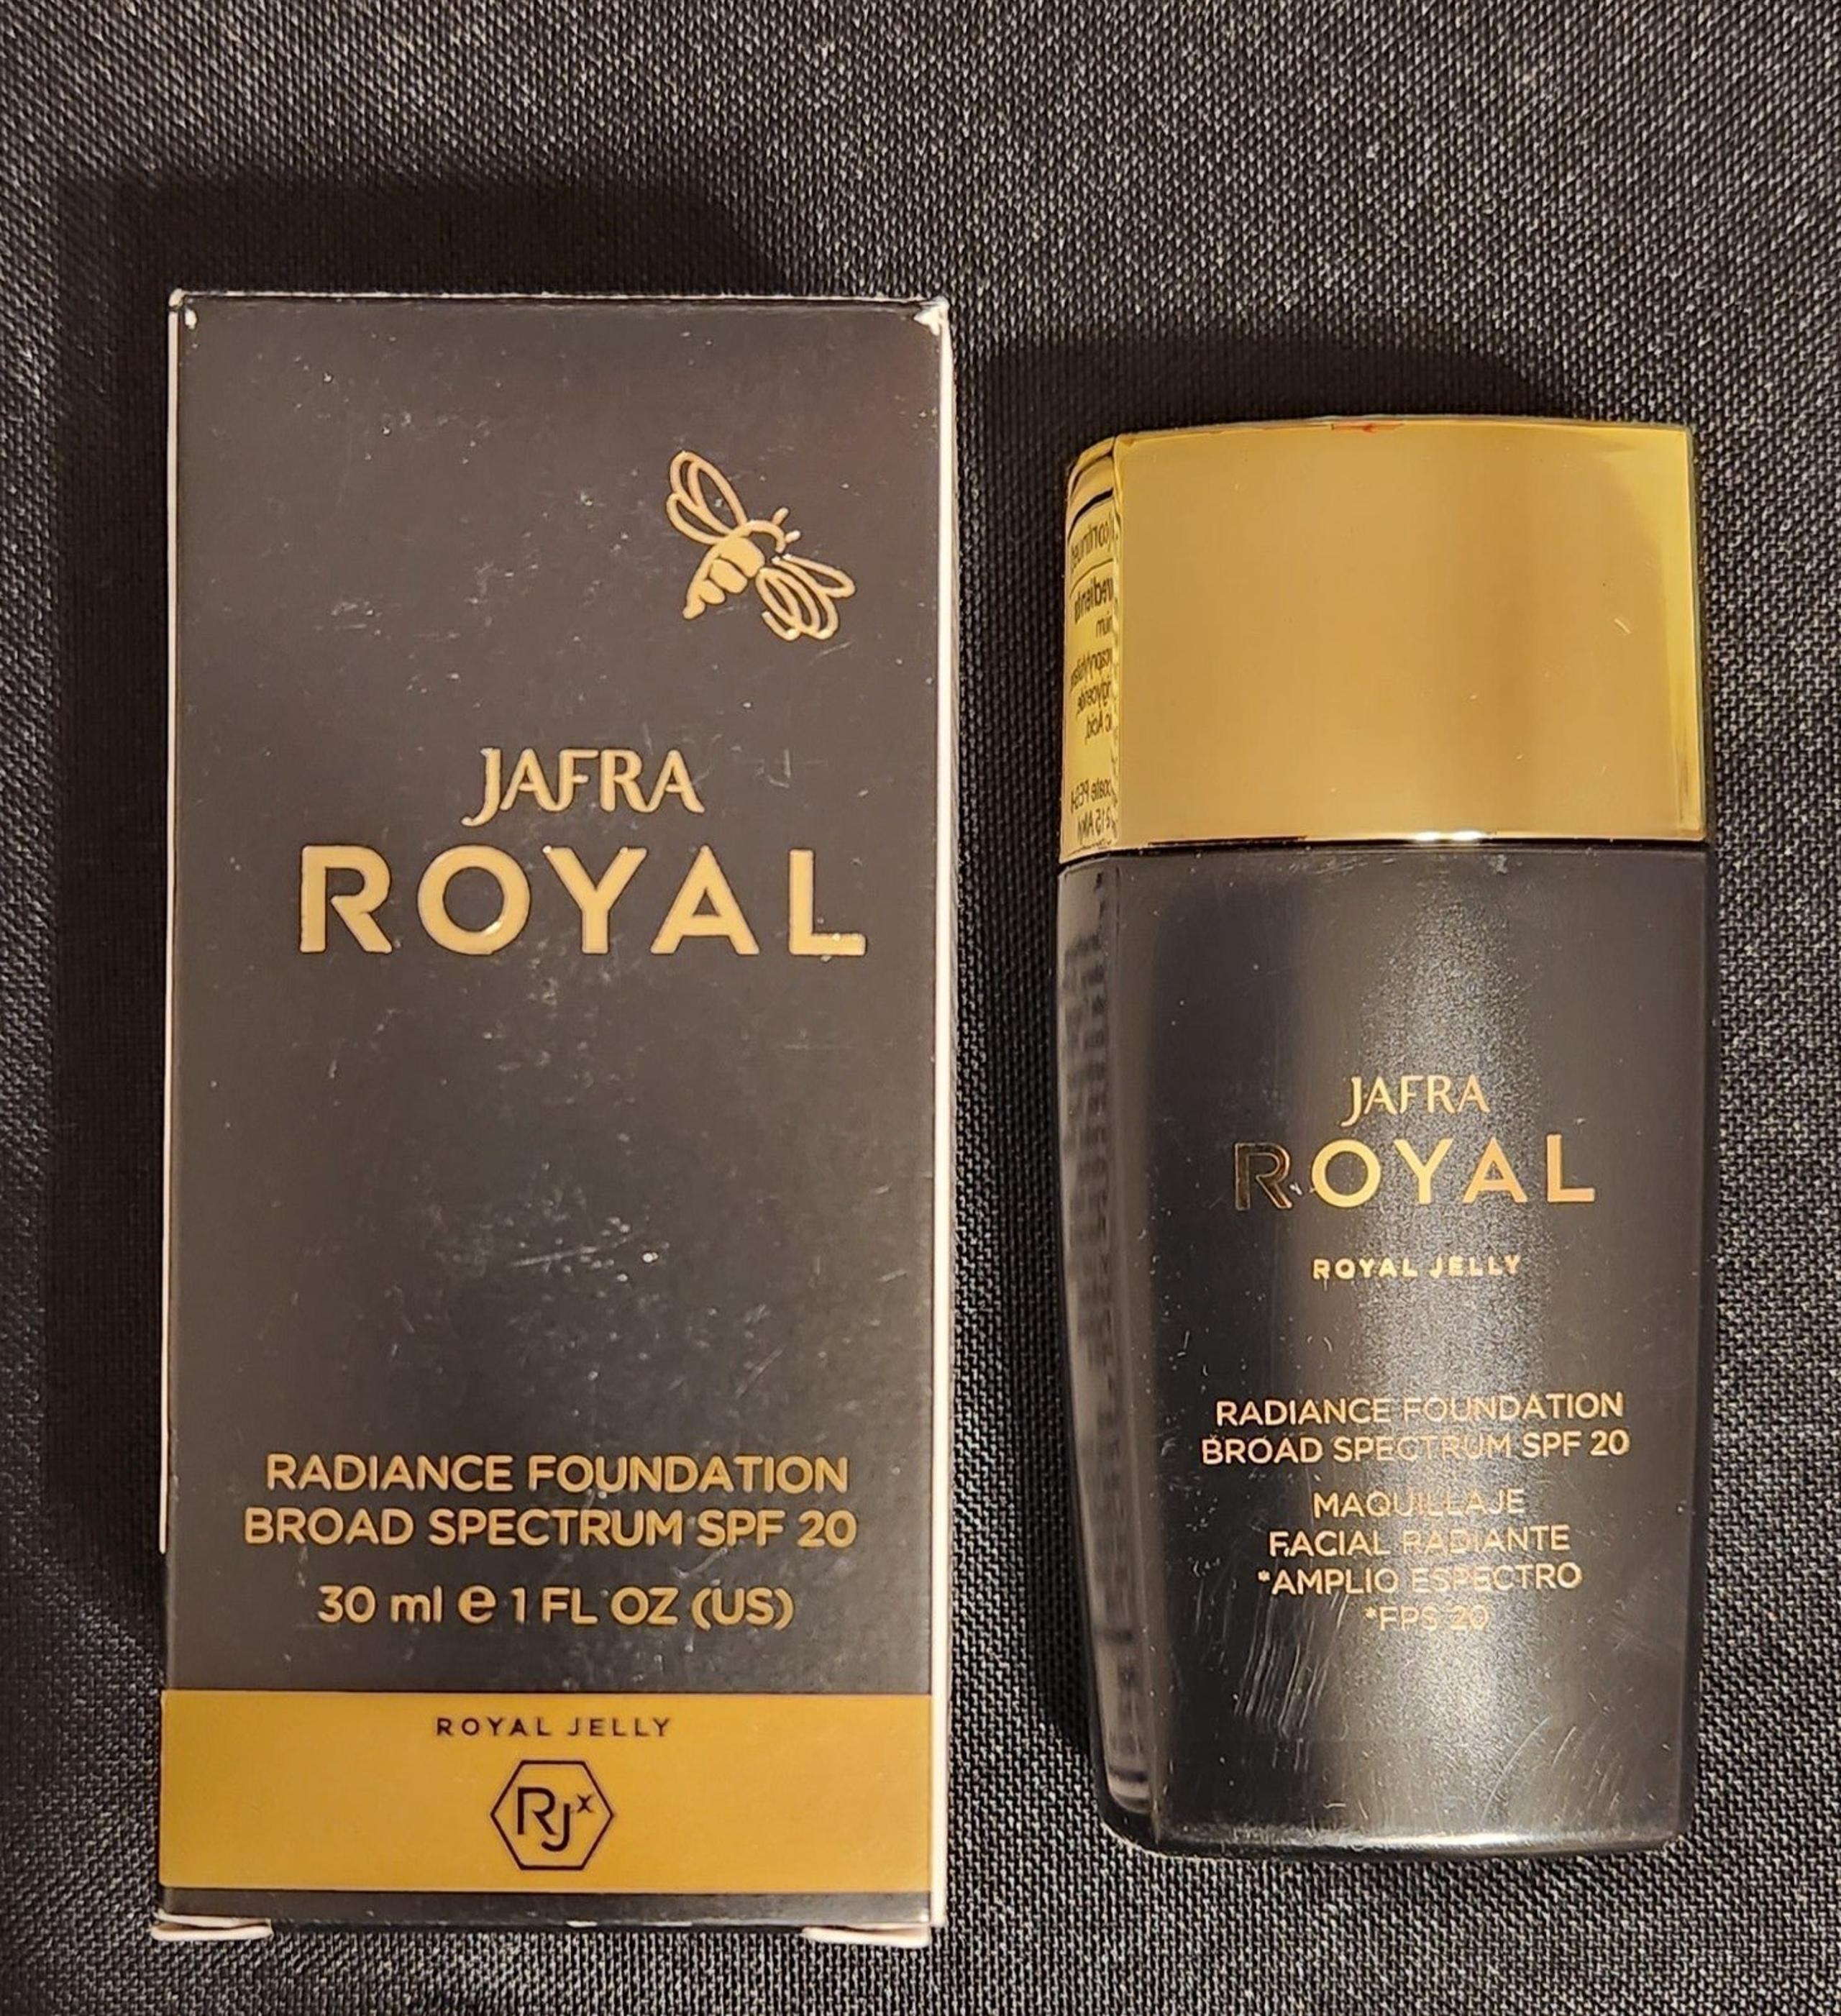 JAFRA
ROYAL
RADIANCE FOUNDATION
BROAD SPECTRUM SPF 20
30 ml e 1 FL OZ (US)
ROYAL JELLY
RJx
JAFRA
ROYAL
ROYAL JELLY
RADIANCE FOUNDATION
BROAD SPECTRUM SPF 20
MAQUILLAJE
FACIAL RADIANTE
*AMPLIO ESPECTRO
*FPS 20